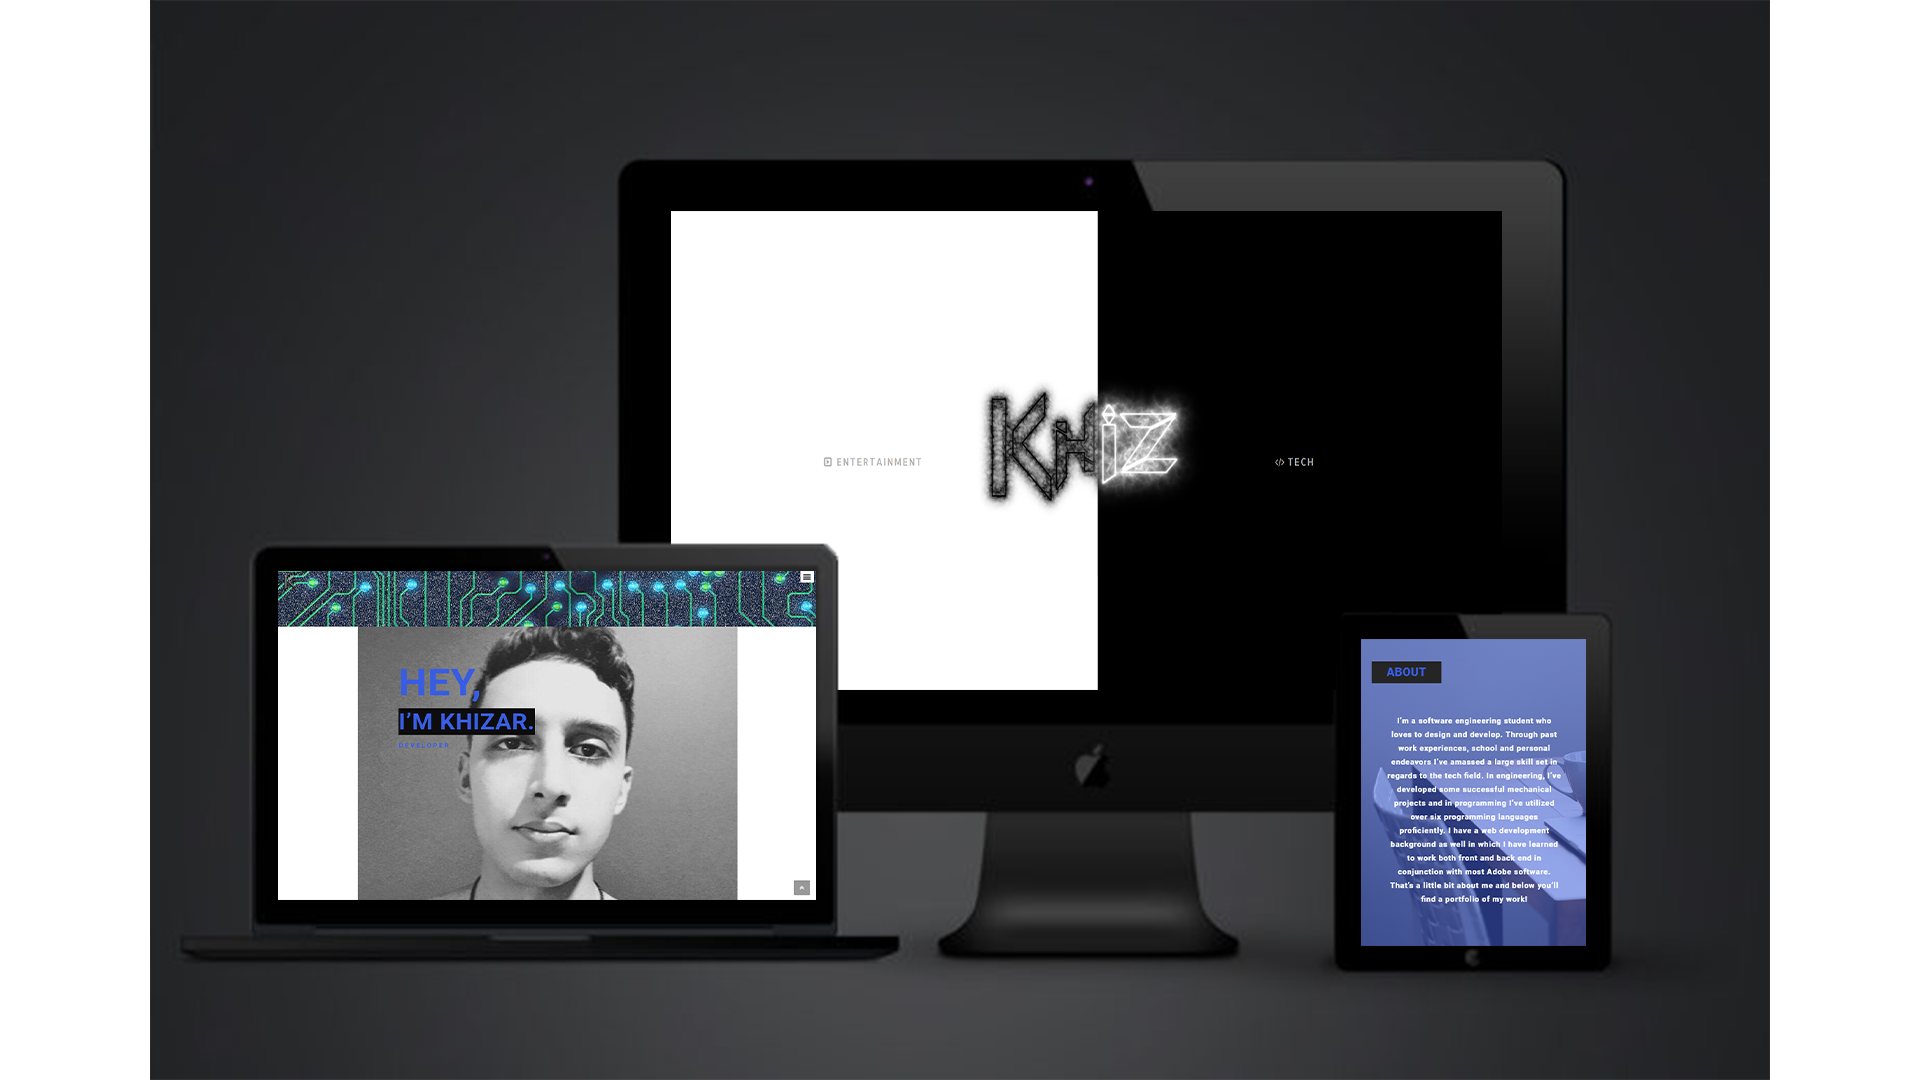 ENTERTAINMENT
KHiZ
</> TECH
HEY,
I'M KHIZAR.
DEVELOPER
ABOUT
I'm a software engineering student who
loves to design and develop. Through past
work experiences, school and personal
endeavors I've amassed a large skill set in
regards to the tech field. In engineering, I've
developed some successful mechanical
projects and in programming I've utilized
over six programming languages
proficiently. I have a web development
background as well in which I have learned
to work both front and back end in
conjunction with most Adobe software.
That's a little bit about me and below you'll
find a portfolio of my work!